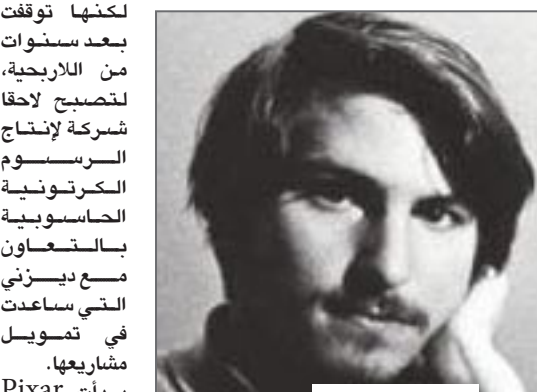 لكنها توقفت
بعد سنوات
من اللاربحية،
لتصبح لاحقا
شركة لإنتاج
الرسوم
الكرتونية
الحاسوبية
بالتعاون
مع ديزني
التي ساعدت
في تمويل
مشاريعها.
Pixar